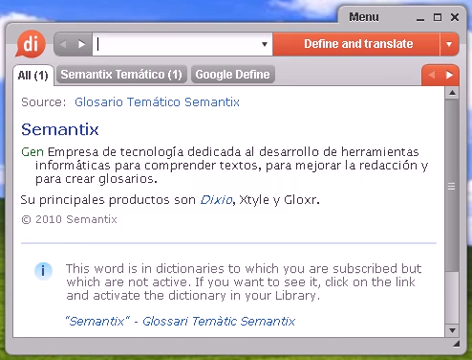 Menu
di
Define and translate
All (1) Semantix Temático (1) Google Define
Source: Glosario Temático Semantix
Semantix
Gen Empresa de tecnología dedicada al desarrollo de herramientas
informáticas para comprender textos, para mejorar la redacción y
para crear glosarios.
Su principales productos son Dixio, Xtyle y Gloxr.
© 2010 Semantix
i
This word is in dictionaries to which you are subscribed but
which are not active. If you want to see it, click on the link
and activate the dictionary in your Library.
"Semantix" - Glossari Temàtic Semantix